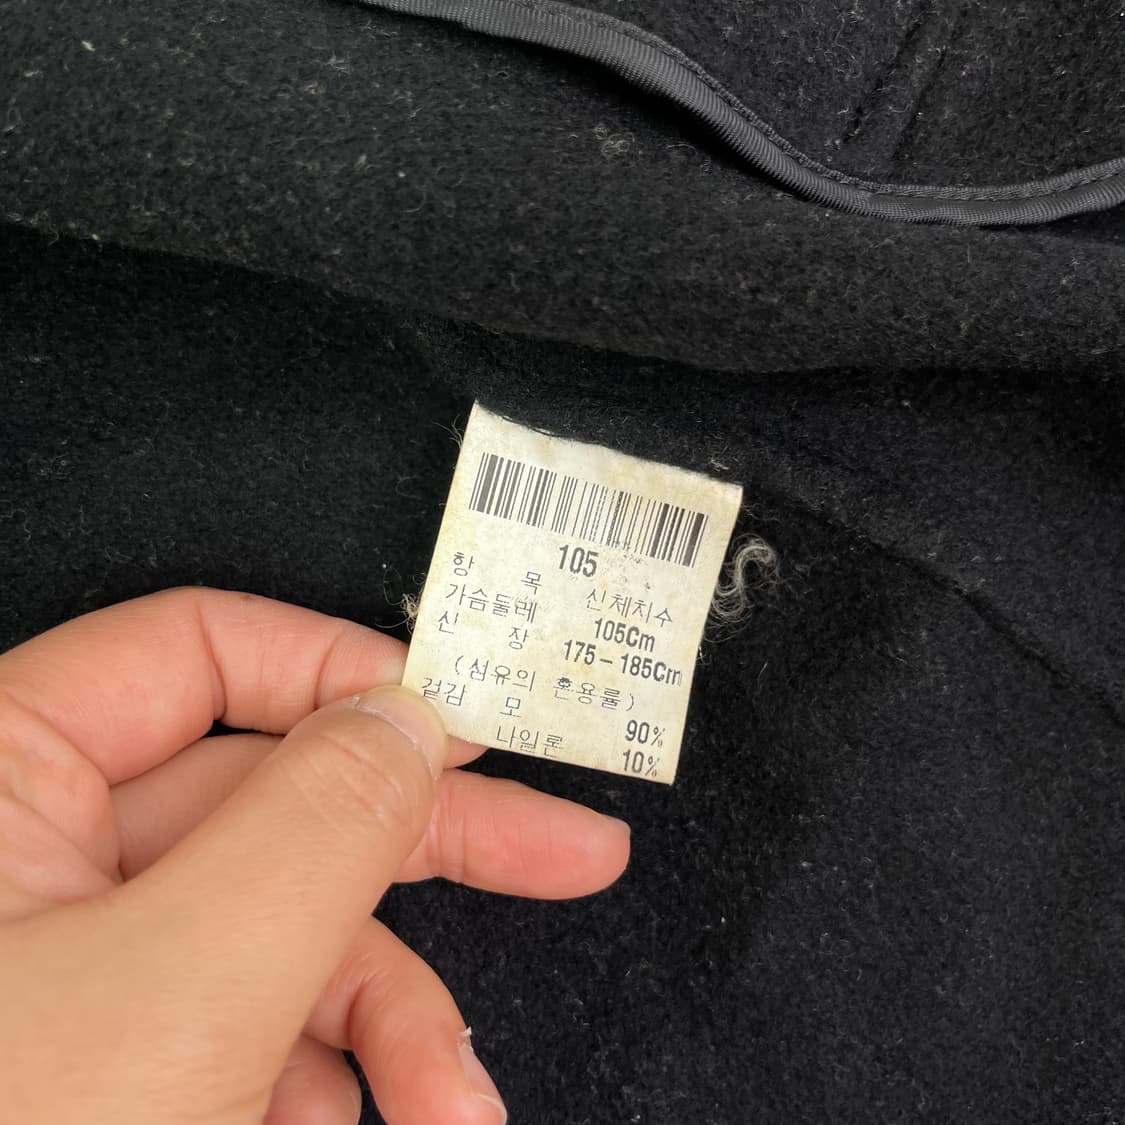 105
항 목 신체치수
가슴둘레 105Cm
신 장 175-185Cm
(섬유의 혼용률)
겉감 모 90%
나일론 10%